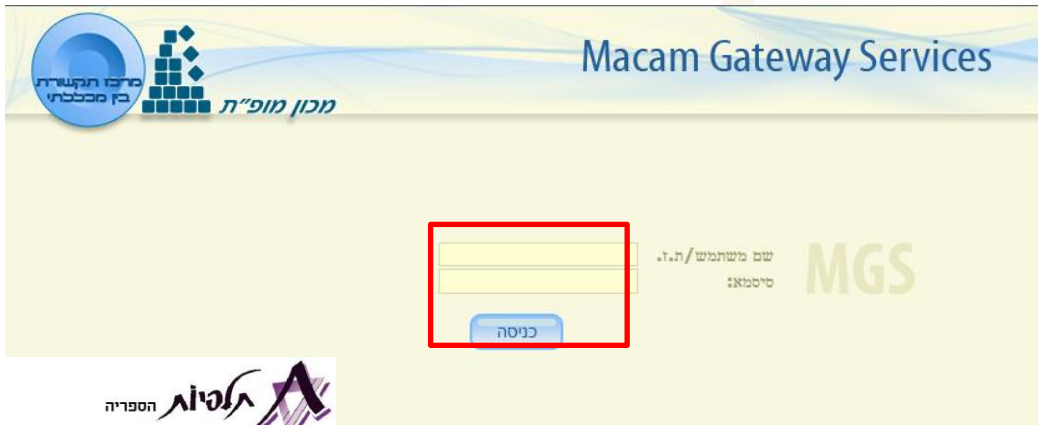 Macam Gateway Services
מרכז תקשורת
בין מכללתי
מכון מופ"ת
שם משתמש/ת.ז.
סיסמא:
MGS
כניסה
תלפיות הספריה